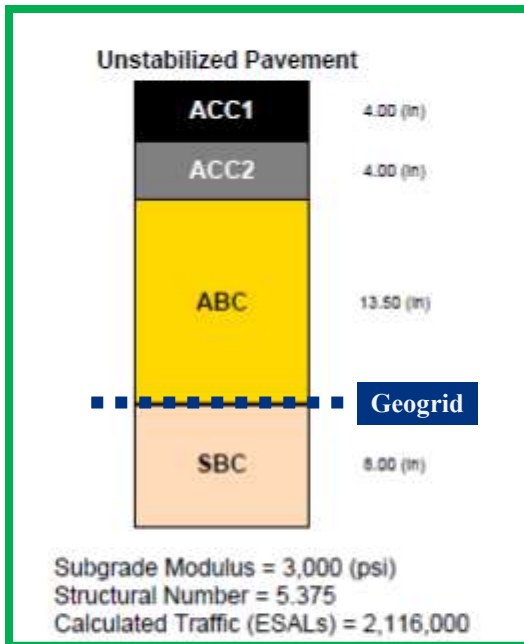 Unstabilized Pavement
ACC1 4.00 (in)
ACC2 4.00 (in)
ABC 13.50 (in)
Geogrid
SBC 8.00 (in)
Subgrade Modulus = 3,000 (psi)
Structural Number = 5.375
Calculated Traffic (ESALs) = 2,116,000